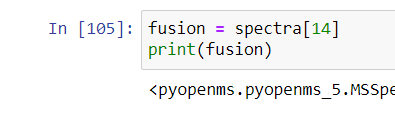 In [105]: fusion = spectra[14]
print(fusion)
<pyopenms.pyopenms_5.MSSpe